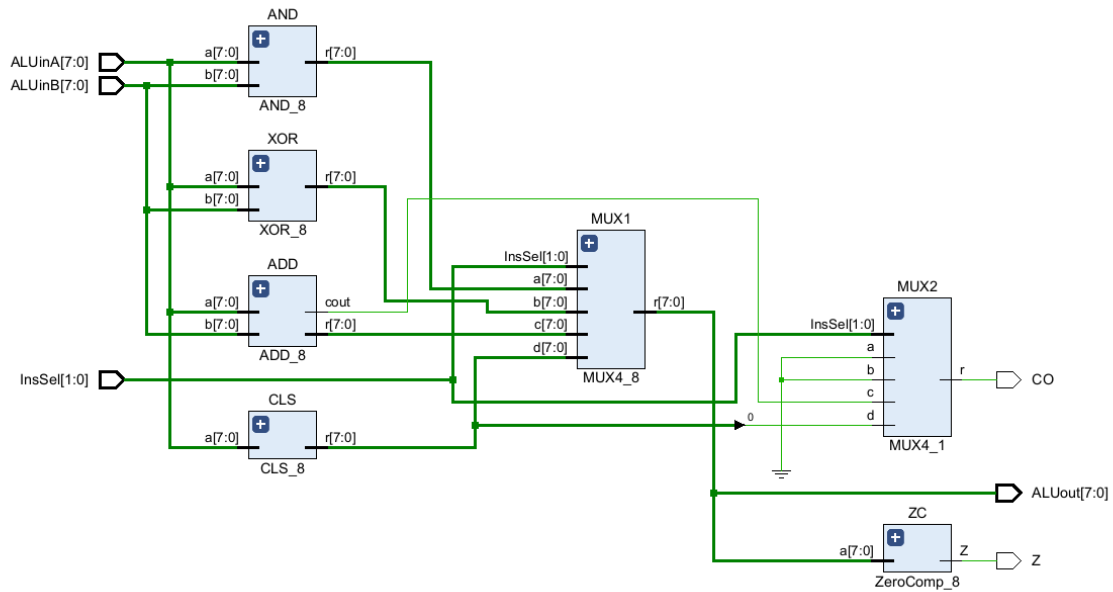 AND
ALUinA[7:0]
a[7:0]
r[7:0]
ALUinB[7:0]
b[7:0]
AND_8
XOR
a[7:0]
r[7:0]
b[7:0]
XOR_8
ADD
a[7:0]
cout
b[7:0]
r[7:0]
ADD_8
InsSel[1:0]
CLS
a[7:0]
r[7:0]
CLS_8
MUX1
InsSel[1:0]
a[7:0]
b[7:0]
r[7:0]
c[7:0]
d[7:0]
MUX4_8
0
MUX2
InsSel[1:0]
a
b
r
CO
c
d
MUX4_1
ALUout[7:0]
ZC
a[7:0]
Z
Z
ZeroComp_8